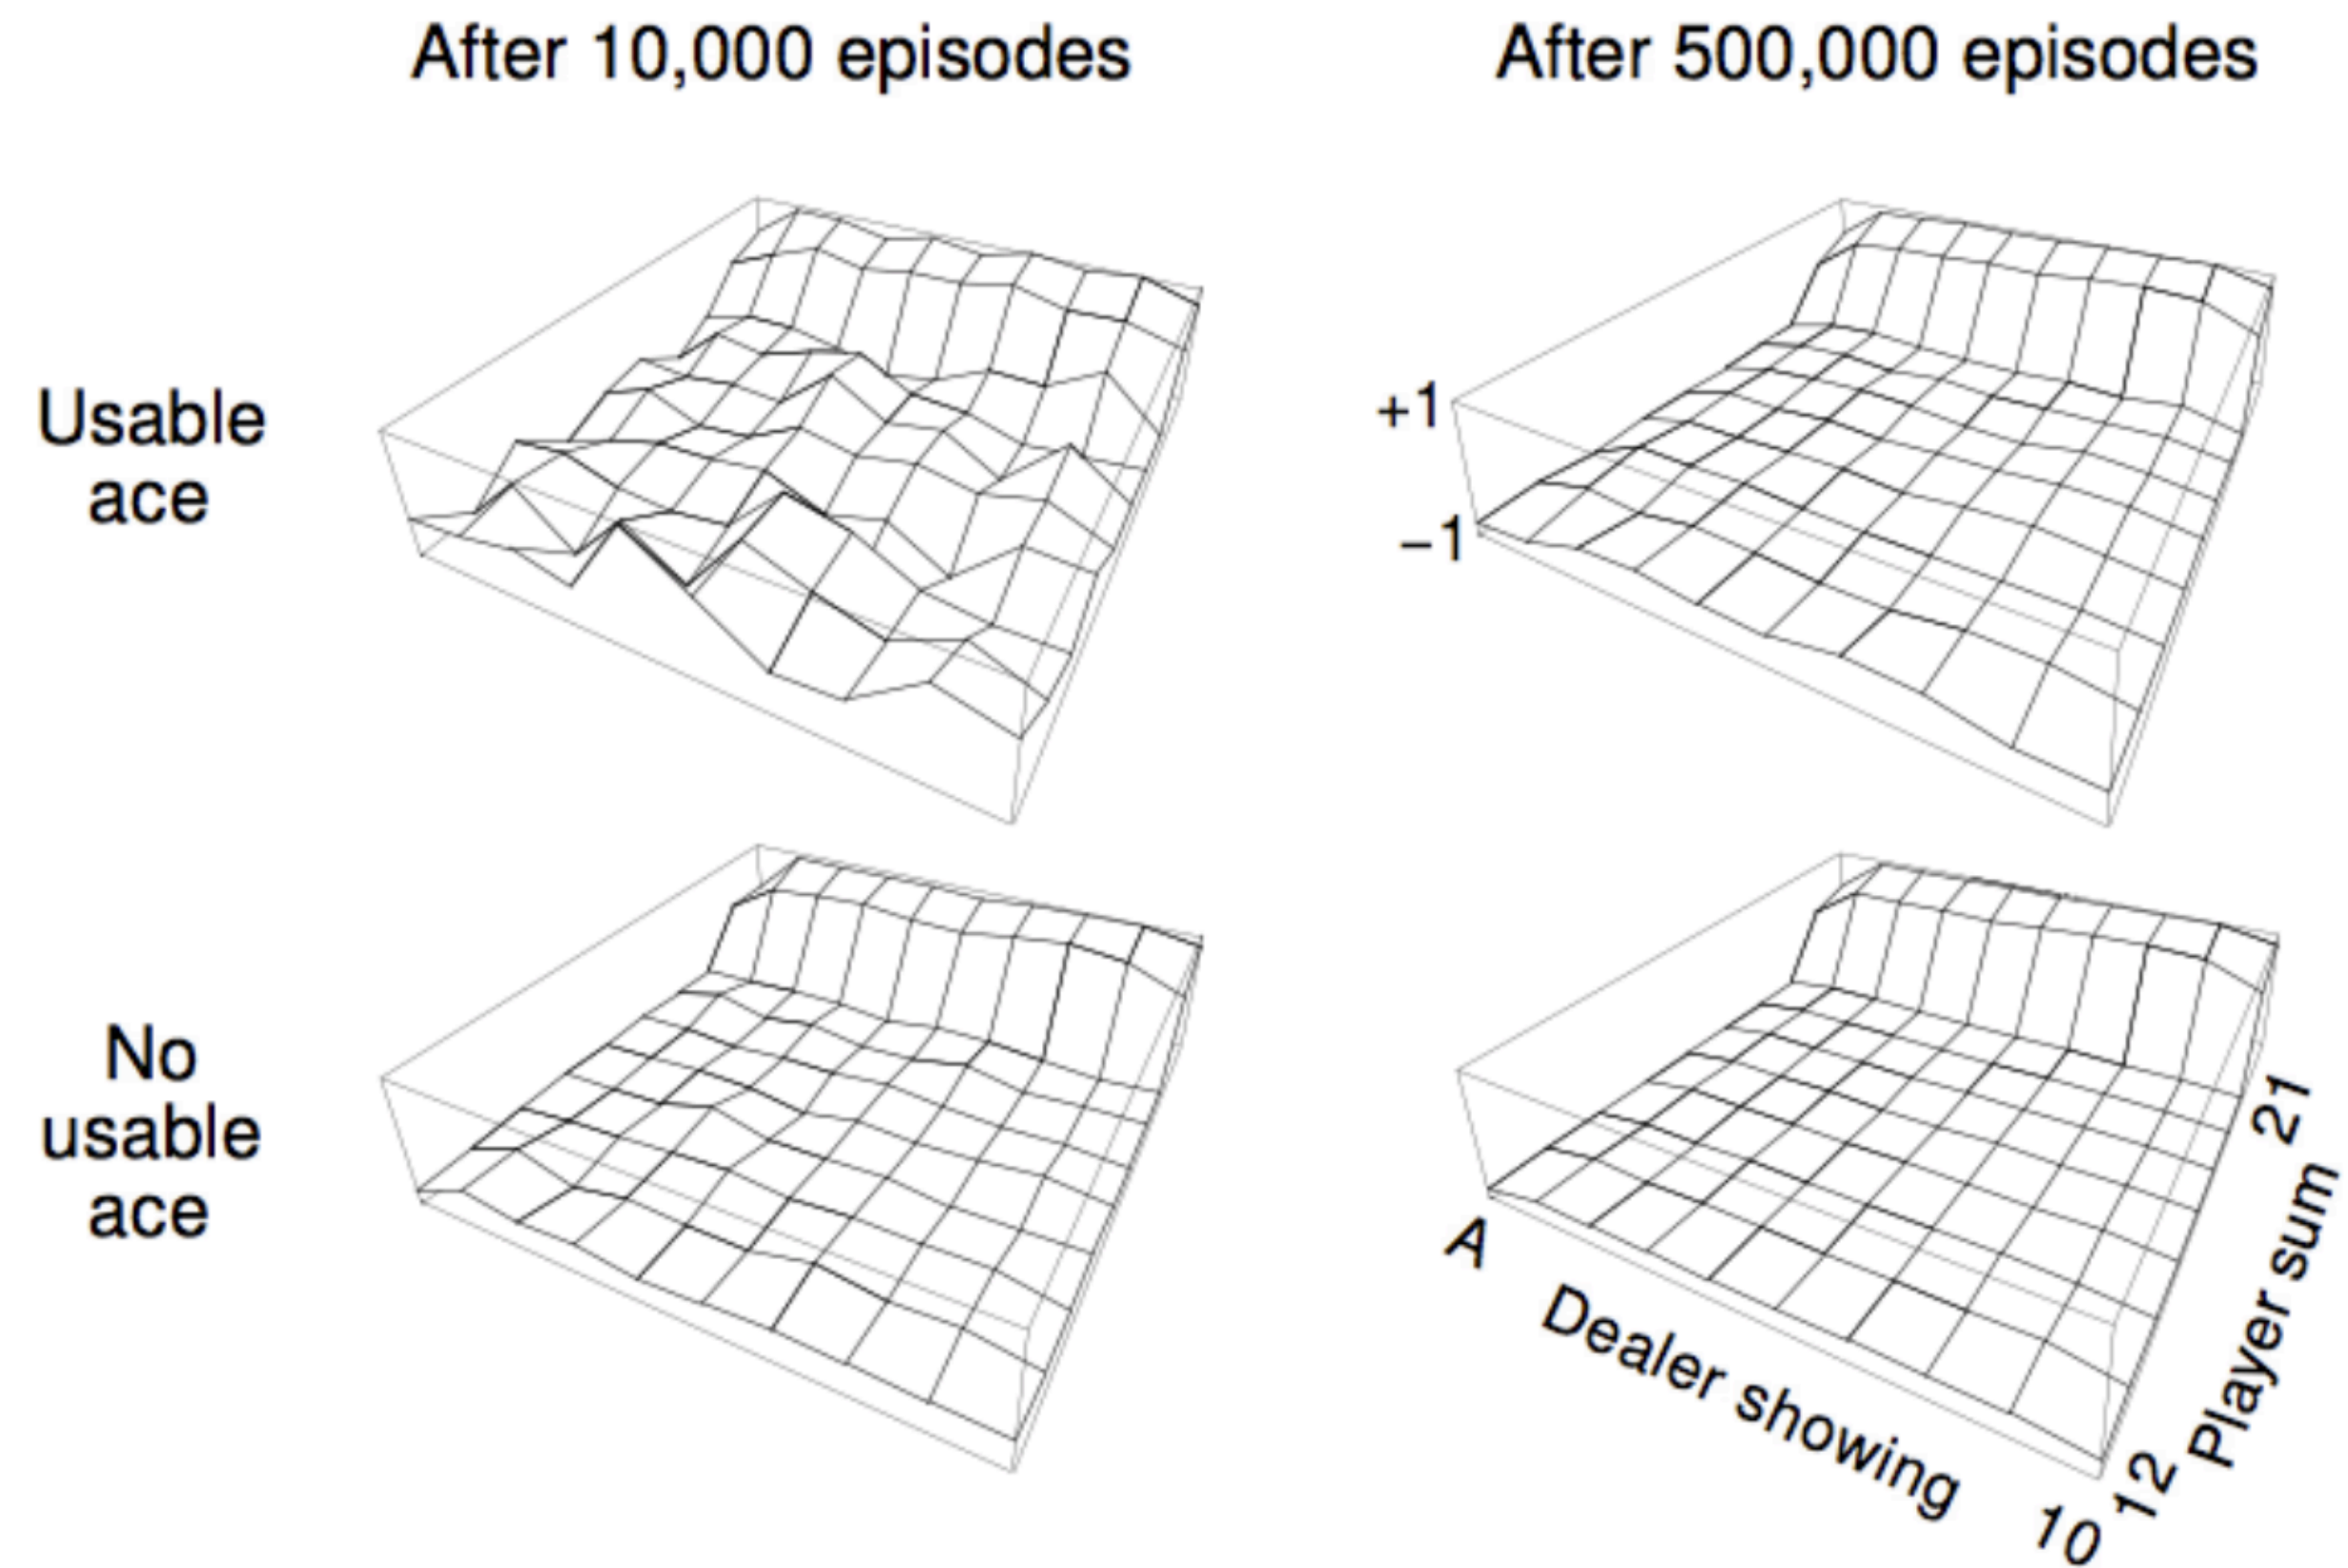 After 10,000 episodes
After 500,000 episodes
Usable
ace
+1
−1
No
usable
ace
A
Dealer showing
10
12
Player sum
21